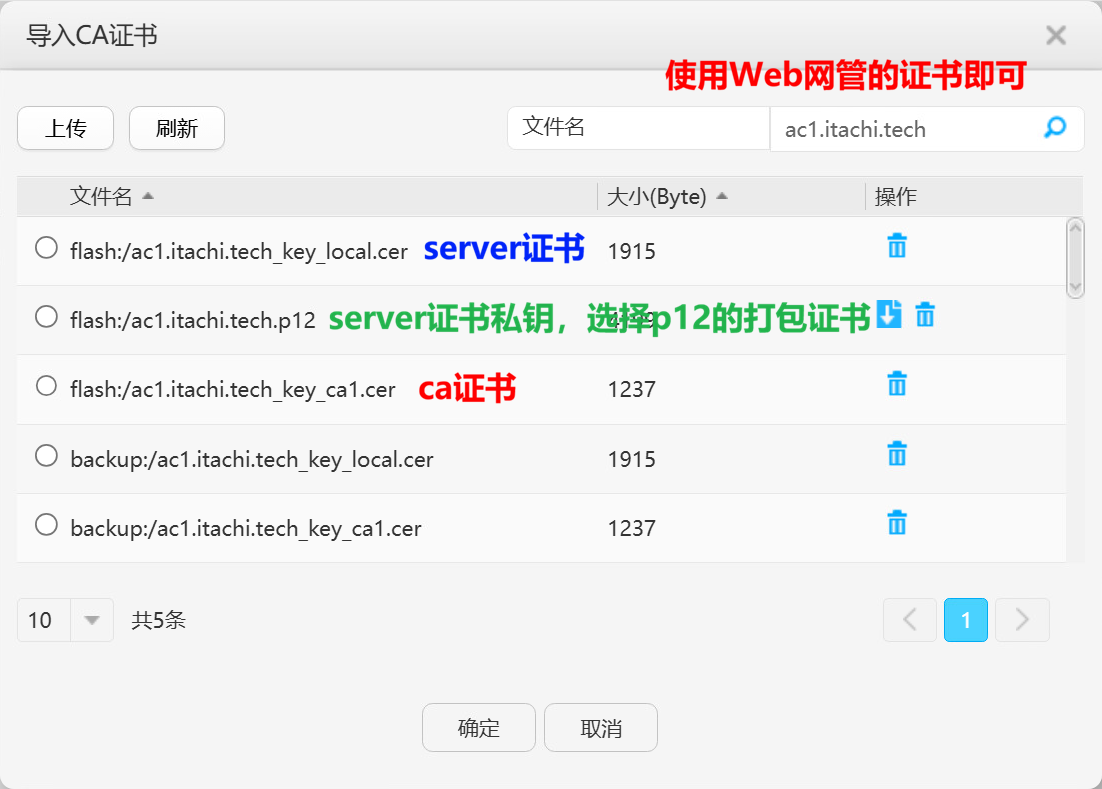 导入CA证书
使用Web网管的证书即可
上传 刷新 文件名 ac1.itachi.tech
文件名 大小(Byte) 操作
flash:/ac1.itachi.tech_key_local.cer server证书 1915
flash:/ac1.itachi.tech.p12 server证书私钥，选择p12的打包证书
flash:/ac1.itachi.tech_key_ca1.cer ca证书 1237
backup:/ac1.itachi.tech_key_local.cer 1915
backup:/ac1.itachi.tech_key_ca1.cer 1237
10 共5条 1
确定 取消